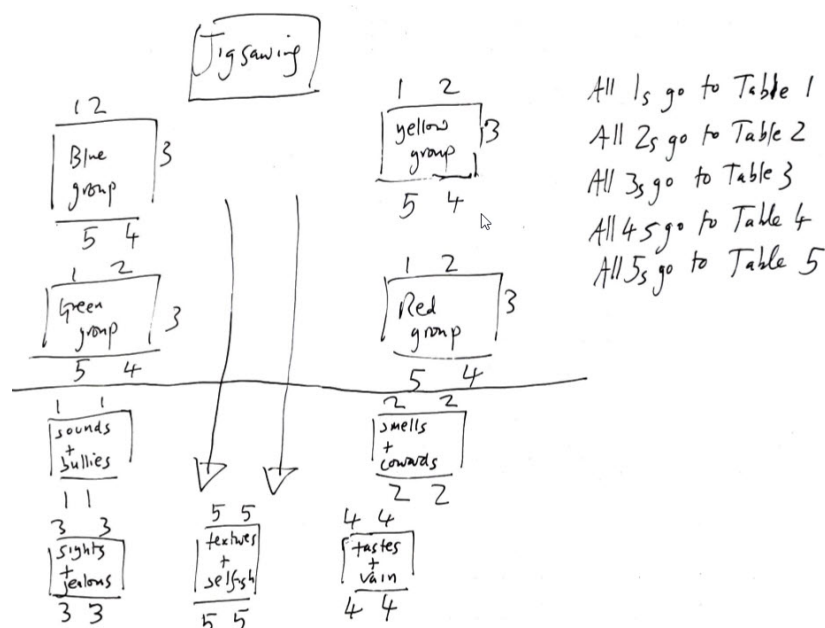 Jigsawing
1 2
Blue
group
3
5 4
1 2
yellow
group
3
5 4
1 2
Green
group
3
5 4
1 2
Red
group
3
5 4
All 1s go to Table 1
All 2s go to Table 2
All 3s go to Table 3
All 4s go to Table 4
All 5s go to Table 5
1 1
sounds
+
bullies
1 1
2 2
smells
+
cowards
2 2
3 3
sights
+
jealous
3 3
5 5
textures
+
selfish
5 5
4 4
tastes
+
vain
4 4